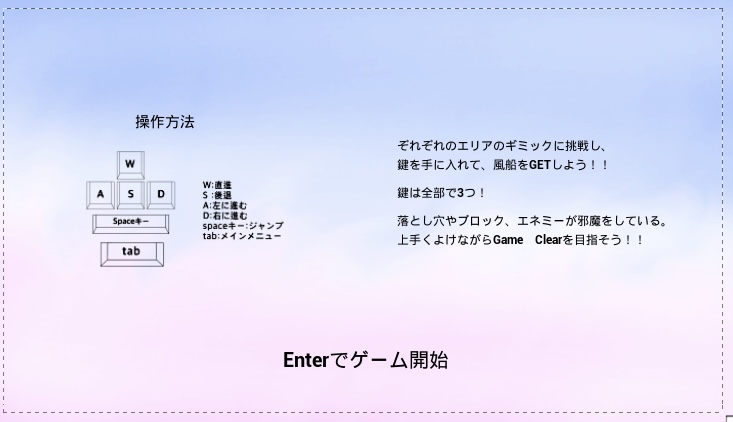 操作方法
W
A S D
Spaceキー
tab
W:直進
S :後退
A:左に進む
D:右に進む
spaceキー:ジャンプ
tab:メインメニュー
ぞれぞれのエリアのギミックに挑戦し、
鍵を手に入れて、風船をGETしよう！！
鍵は全部で3つ！
落とし穴やブロック、エネミーが邪魔をしている。
上手くよけながらGame　Clearを目指そう！！
Enterでゲーム開始